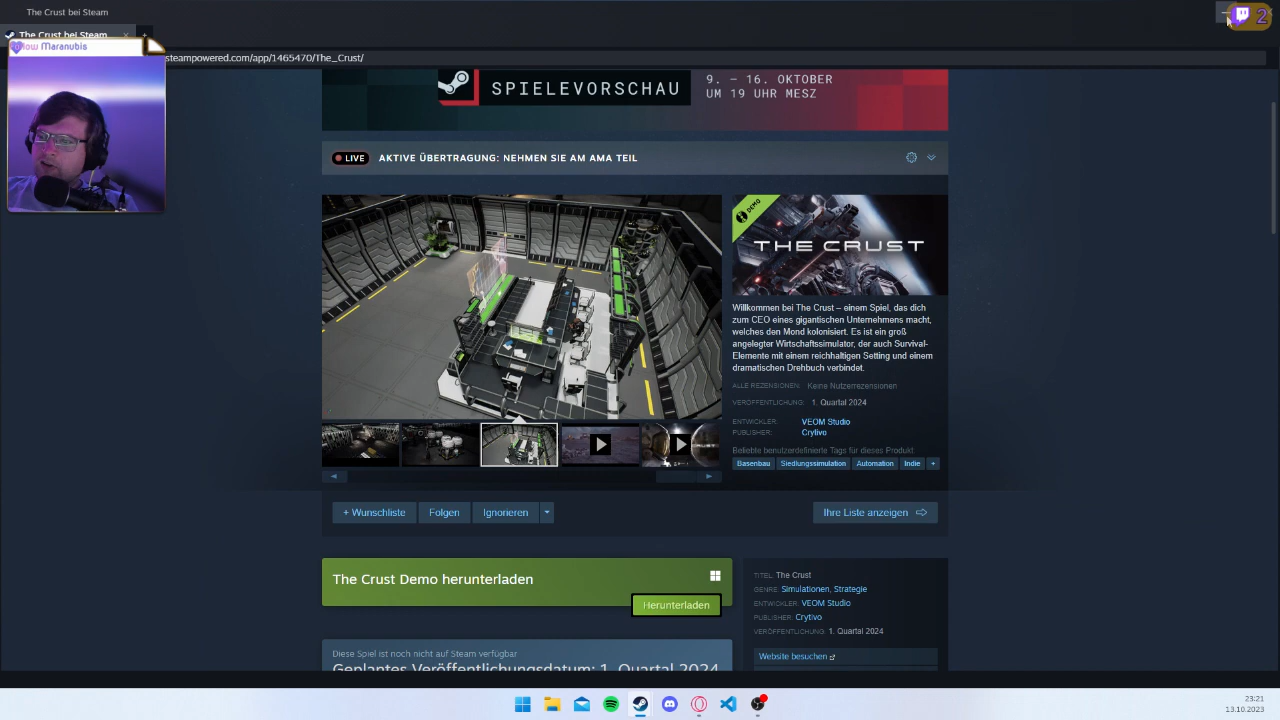 The Crust bei Steam
2
The Crust bei Steam × +
Maranubis
steampowered.com/app/1465470/The_Crust/
SPIELEVORSCHAU
9. – 16. OKTOBER
UM 19 UHR MESZ
LIVE AKTIVE ÜBERTRAGUNG: NEHMEN SIE AM AMA TEIL
DEMO
THE CRUST
Willkommen bei The Crust – einem Spiel, das dich
zum CEO eines gigantischen Unternehmens macht,
welches den Mond kolonisiert. Es ist ein groß
angelegter Wirtschaftssimulator, der auch Survival-
Elemente mit einem reichhaltigen Setting und einem
dramatischen Drehbuch verbindet.
ALLE REZENSIONEN: Keine Nutzerrezensionen
VERÖFFENTLICHUNG: 1. Quartal 2024
ENTWICKLER: VEOM Studio
PUBLISHER: Crytivo
Beliebte benutzerdefinierte Tags für dieses Produkt:
Basenbau Siedlungssimulation Automation Indie +
+ Wunschliste Folgen Ignorieren Ihre Liste anzeigen
The Crust Demo herunterladen
Herunterladen
Dieses Spiel ist noch nicht auf Steam verfügbar
Geplantes Veröffentlichungsdatum: 1. Quartal 2024
TITEL: The Crust
GENRE: Simulationen, Strategie
ENTWICKLER: VEOM Studio
PUBLISHER: Crytivo
VERÖFFENTLICHUNG: 1. Quartal 2024
Website besuchen
23:21
13.10.2023